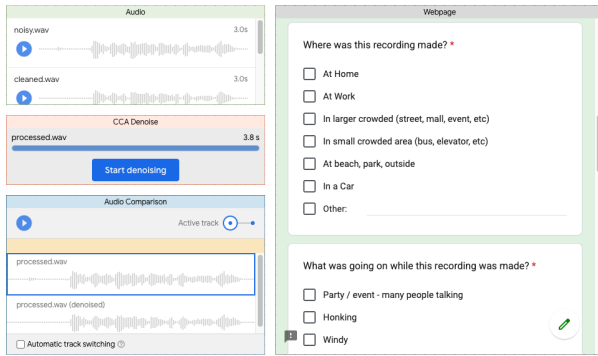 Audio
noisy.wav 3.0s
cleaned.wav 3.0s
CCA Denoise
processed.wav 3.8 s
Start denoising
Audio Comparison
Active track
processed.wav
processed.wav (denoised)
Automatic track switching ?
Webpage
Where was this recording made? *
At Home
At Work
In larger crowded (street, mall, event, etc)
In small crowded area (bus, elevator, etc)
At beach, park, outside
In a Car
Other:
What was going on while this recording was made? *
Party / event - many people talking
Honking
Windy